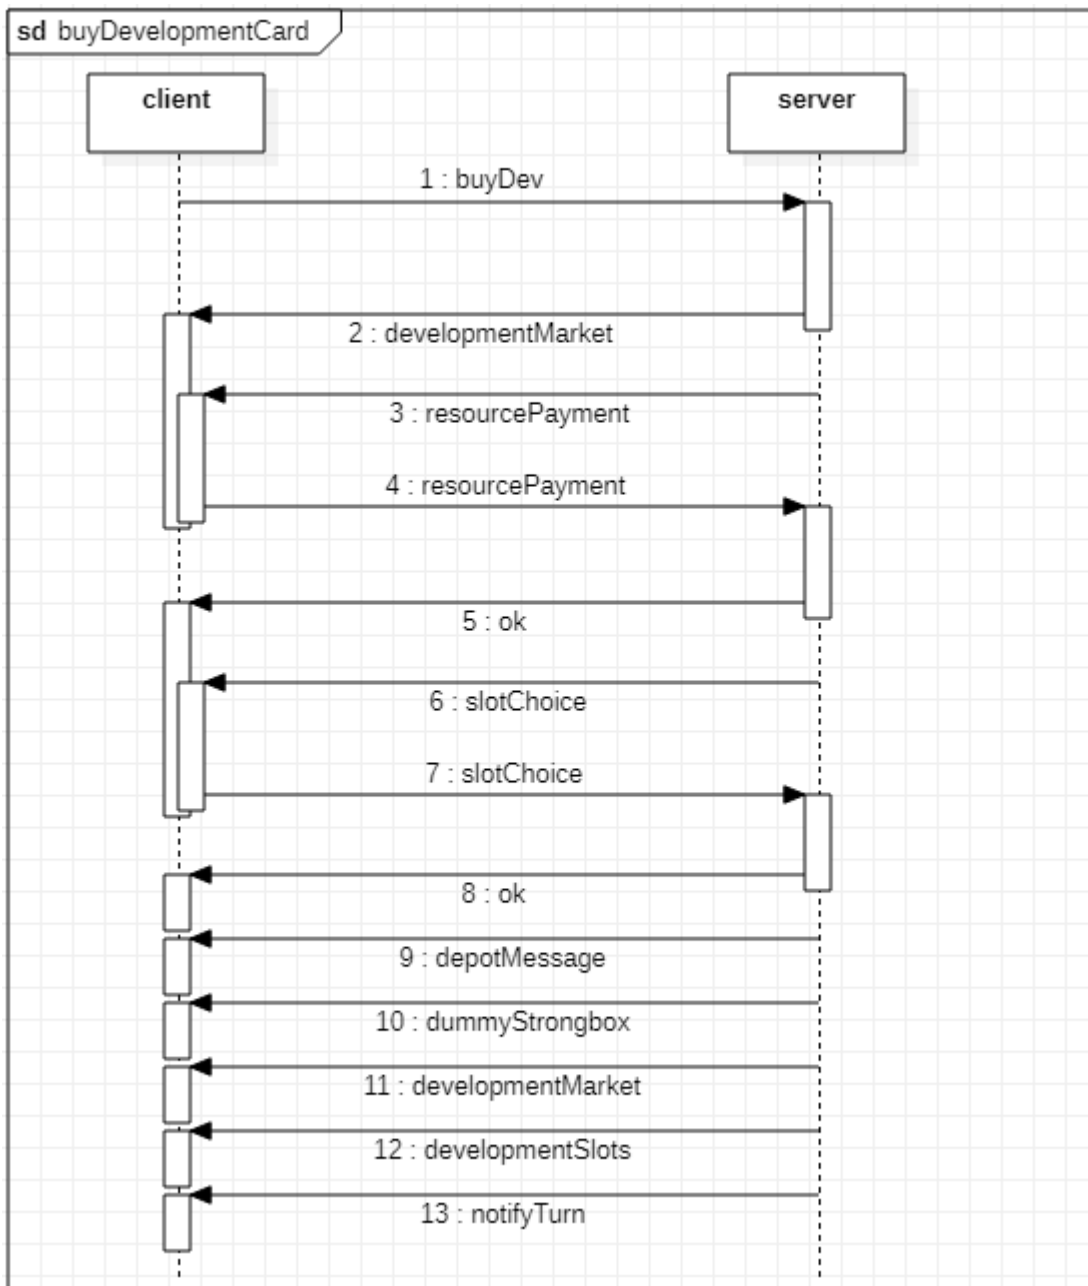 sd buyDevelopmentCard
client
server
1 : buyDev
2 : developmentMarket
3 : resourcePayment
4 : resourcePayment
5 : ok
6 : slotChoice
7 : slotChoice
8 : ok
9 : depotMessage
10 : dummyStrongbox
11 : developmentMarket
12 : developmentSlots
13 : notifyTurn